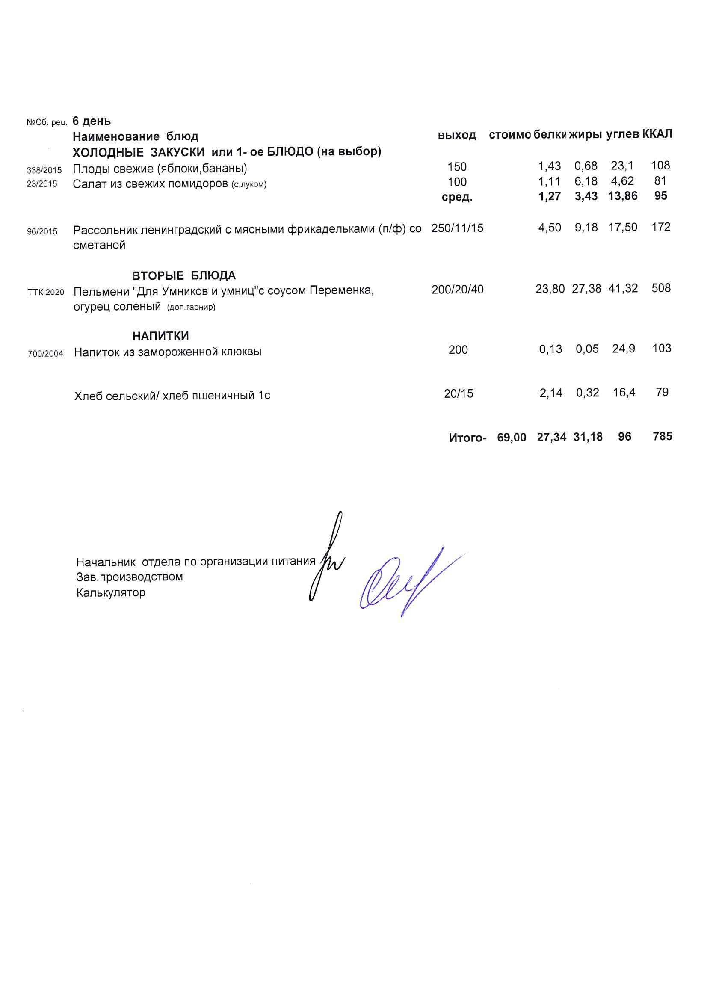 №Сб. рец. 6 день
Наименование блюд выход стоимо белки жиры углев ККАЛ
ХОЛОДНЫЕ ЗАКУСКИ или 1- ое БЛЮДО (на выбор)
338/2015 Плоды свежие (яблоки,бананы) 150 1,43 0,68 23,1 108
23/2015 Салат из свежих помидоров (с луком) 100 1,11 6,18 4,62 81
сред. 1,27 3,43 13,86 95
96/2015 Рассольник ленинградский с мясными фрикадельками (п/ф) со 250/11/15 4,50 9,18 17,50 172
сметаной
ВТОРЫЕ БЛЮДА
ТТК 2020 Пельмени "Для Умников и умниц"с соусом Переменка, 200/20/40 23,80 27,38 41,32 508
огурец соленый (доп.гарнир)
НАПИТКИ
700/2004 Напиток из замороженной клюквы 200 0,13 0,05 24,9 103
Хлеб сельский/ хлеб пшеничный 1с 20/15 2,14 0,32 16,4 79
Итого- 69,00 27,34 31,18 96 785
Начальник отдела по организации питания
Зав.производством
Калькулятор